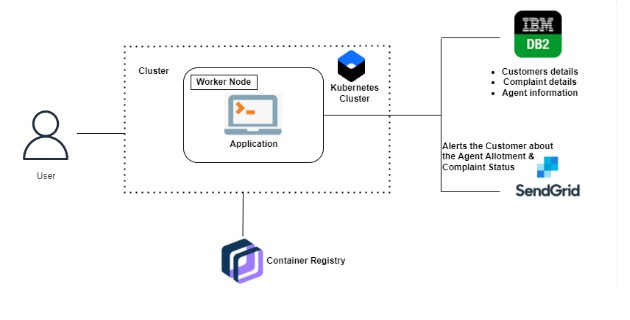 IBM
DB2
Cluster
Worker Node
Kubernetes
Cluster
Application
Customers details
Complaint details
Agent information
User
Alerts the Customer about
the Agent Allotment &
Complaint Status
SendGrid
Container Registry